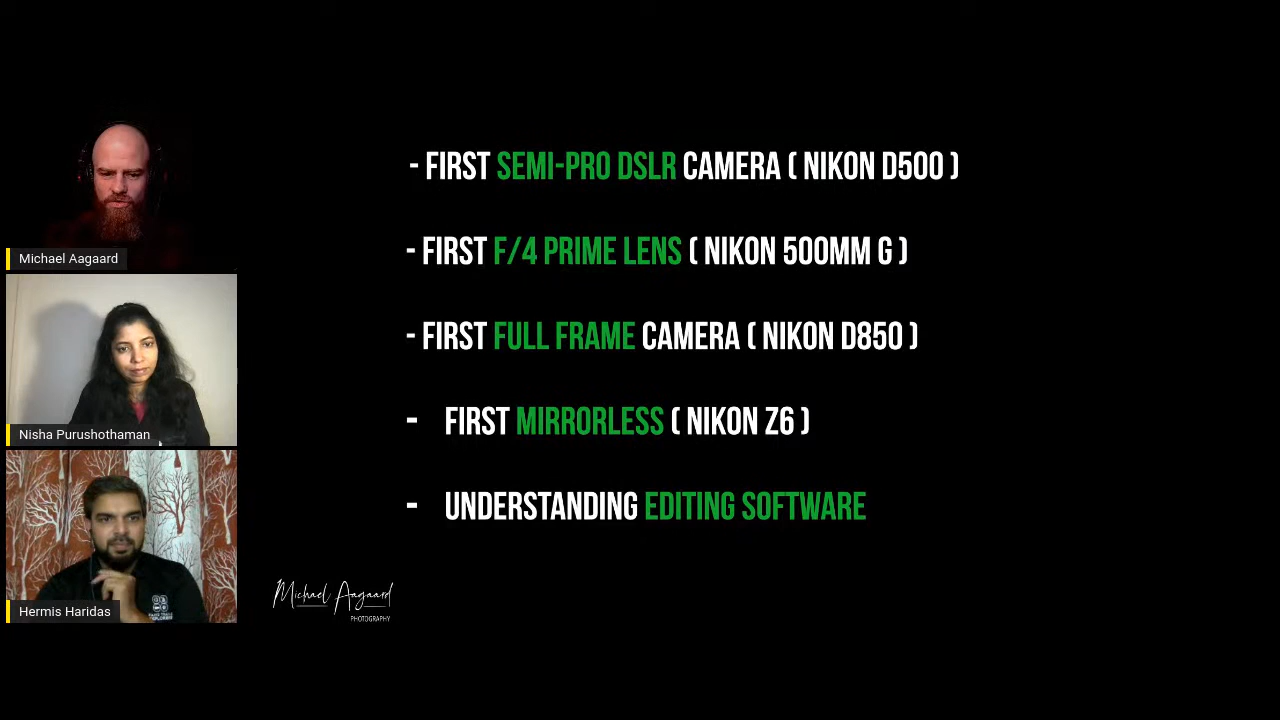 - FIRST SEMI-PRO DSLR CAMERA ( NIKON D500 )
- FIRST F/4 PRIME LENS ( NIKON 500MM G )
- FIRST FULL FRAME CAMERA ( NIKON D850 )
- FIRST MIRRORLESS ( NIKON Z6 )
- UNDERSTANDING EDITING SOFTWARE
Michael Aagaard
PHOTOGRAPHY
Michael Aagaard
Nisha Purushothaman
Hermis Haridas